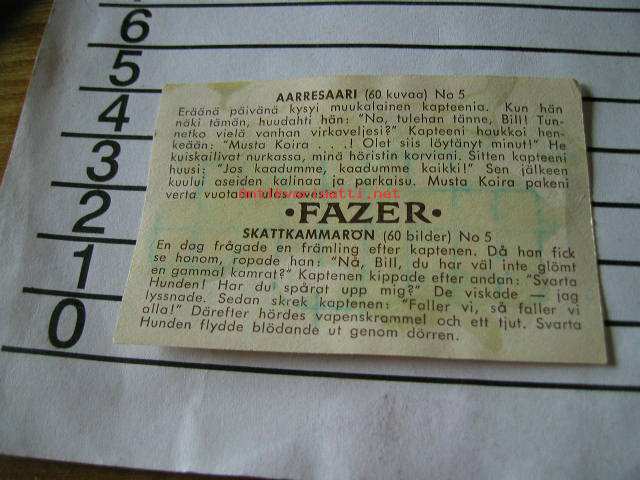 6
5
4
3
2
1
0
AARRESAARI (60 kuvaa) No 5
Eräänä päivänä kysyi muukalainen kapteenia. Kun hän
näki tämän, huudahti hän: "No, tulehan tänne, Bill! Tun-
netko vielä vanhan virkaveljesi?" Kapteeni haukkoi hen-
keään: "Musta Koira . . .! Olet siis löytänyt minut!" He
kuiskailivat nurkassa, minä höristin korviani. Sitten kapteeni
huusi: "Jos kaadumme, kaadumme kaikki!" Sen jälkeen
kuului aseiden kalinaa ja parkaisu. Musta Koira pakeni
verta vuotaen ulos ovesta.
•FAZER•
SKATTKAMMARÖN (60 bilder) No 5
En dag frågade en främling efter kaptenen. Då han fick
se honom, ropade han: "Nå, Bill, du har väl inte glömt
en gammal kamrat?" Kaptenen kippade efter andan: "Svarta
Hunden! Har du spårat upp mig?" De viskade — jag
lyssnade. Sedan skrek kaptenen: "Faller vi, så faller vi
alla!" Därefter hördes vapenskrammel och ett tjut. Svarta
Hunden flydde blödande ut genom dörren.